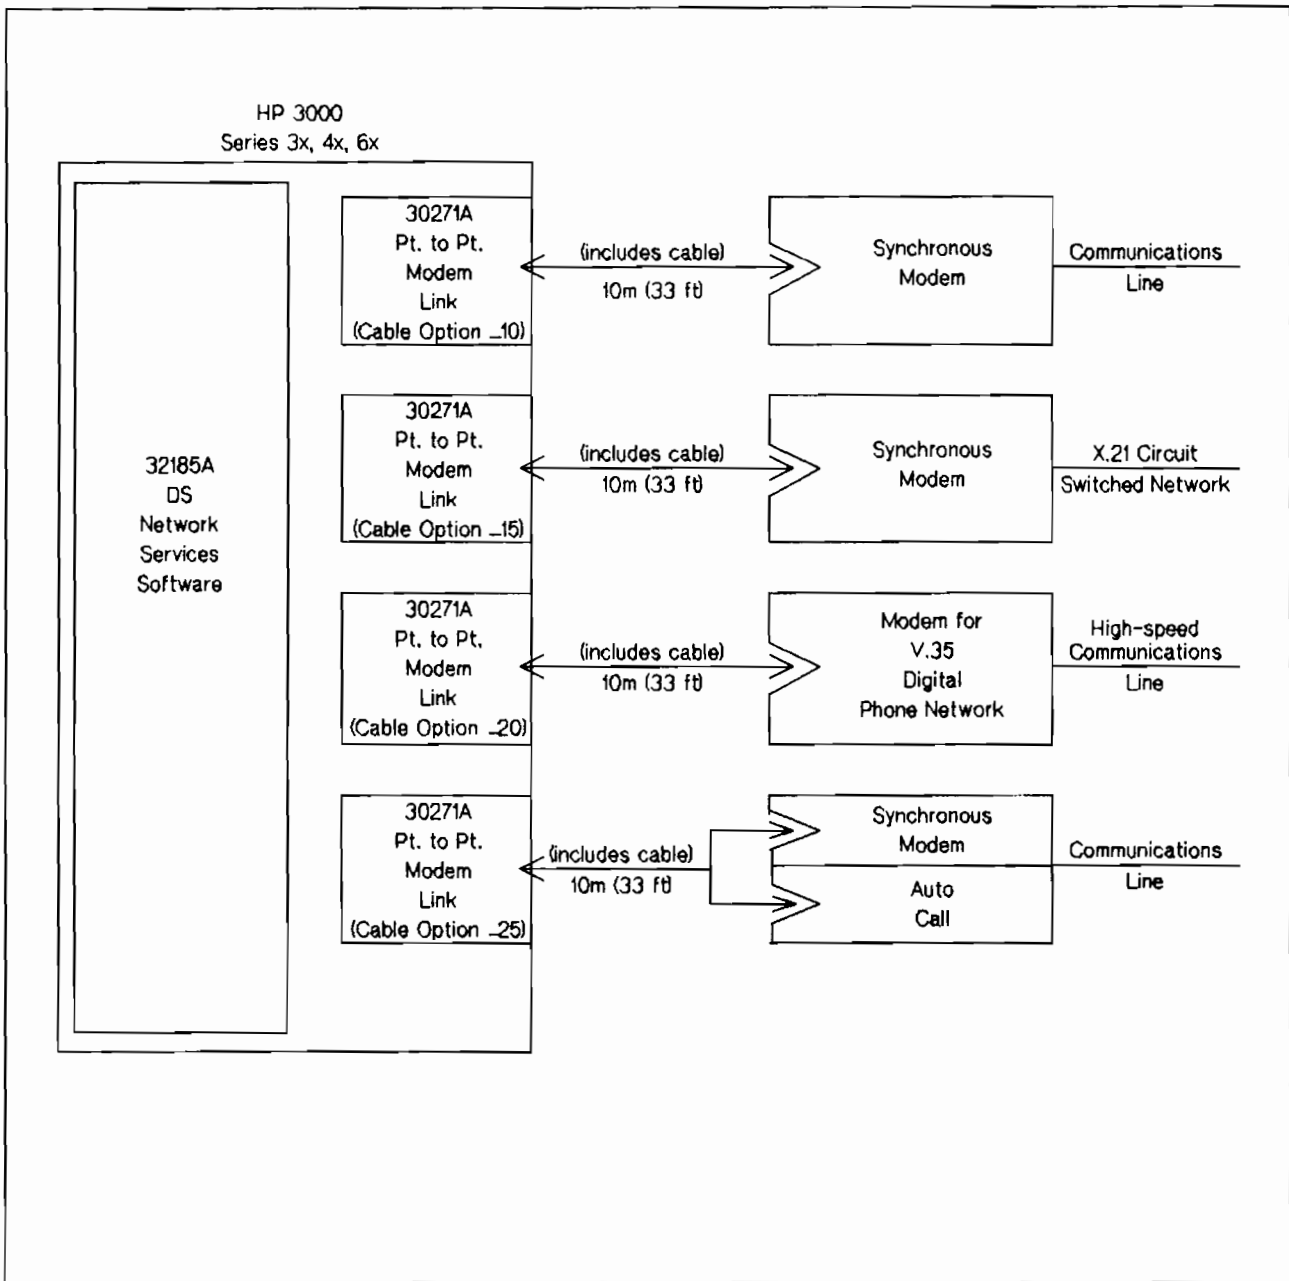 HP 3000
Series 3x, 4x, 6x
32185A
DS
Network
Services
Software
30271A
Pt. to Pt.
Modem
Link
(Cable Option _10)
(includes cable)
10m (33 ft)
Synchronous
Modem
Communications
Line
30271A
Pt. to Pt.
Modem
Link
(Cable Option _15)
(includes cable)
10m (33 ft)
Synchronous
Modem
X.21 Circuit
Switched Network
30271A
Pt. to Pt.
Modem
Link
(Cable Option _20)
(includes cable)
10m (33 ft)
Modem for
V.35
Digital
Phone Network
High-speed
Communications
Line
30271A
Pt. to Pt.
Modem
Link
(Cable Option _25)
(includes cable)
10m (33 ft)
Synchronous
Modem
Auto
Call
Communications
Line